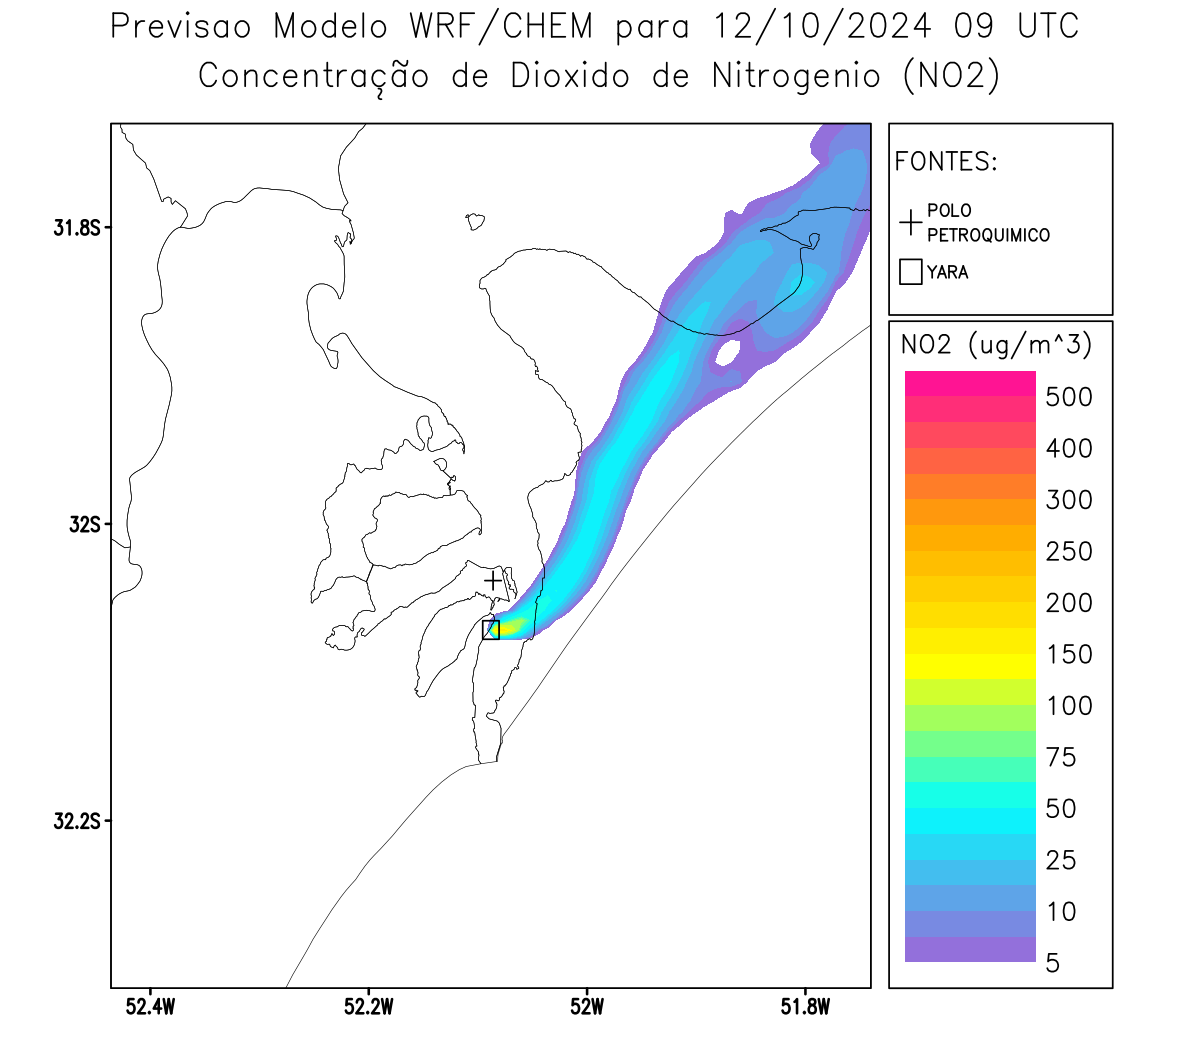 Previsao Modelo WRF/CHEM para 12/10/2024 09 UTC
Concentração de Dioxido de Nitrogenio (NO2)
FONTES:
POLO
PETROQUIMICO
YARA
31.8S
32S
32.2S
52.4W
52.2W
52W
51.8W
NO2 (ug/m^3)
500
400
300
250
200
150
100
75
50
25
10
5